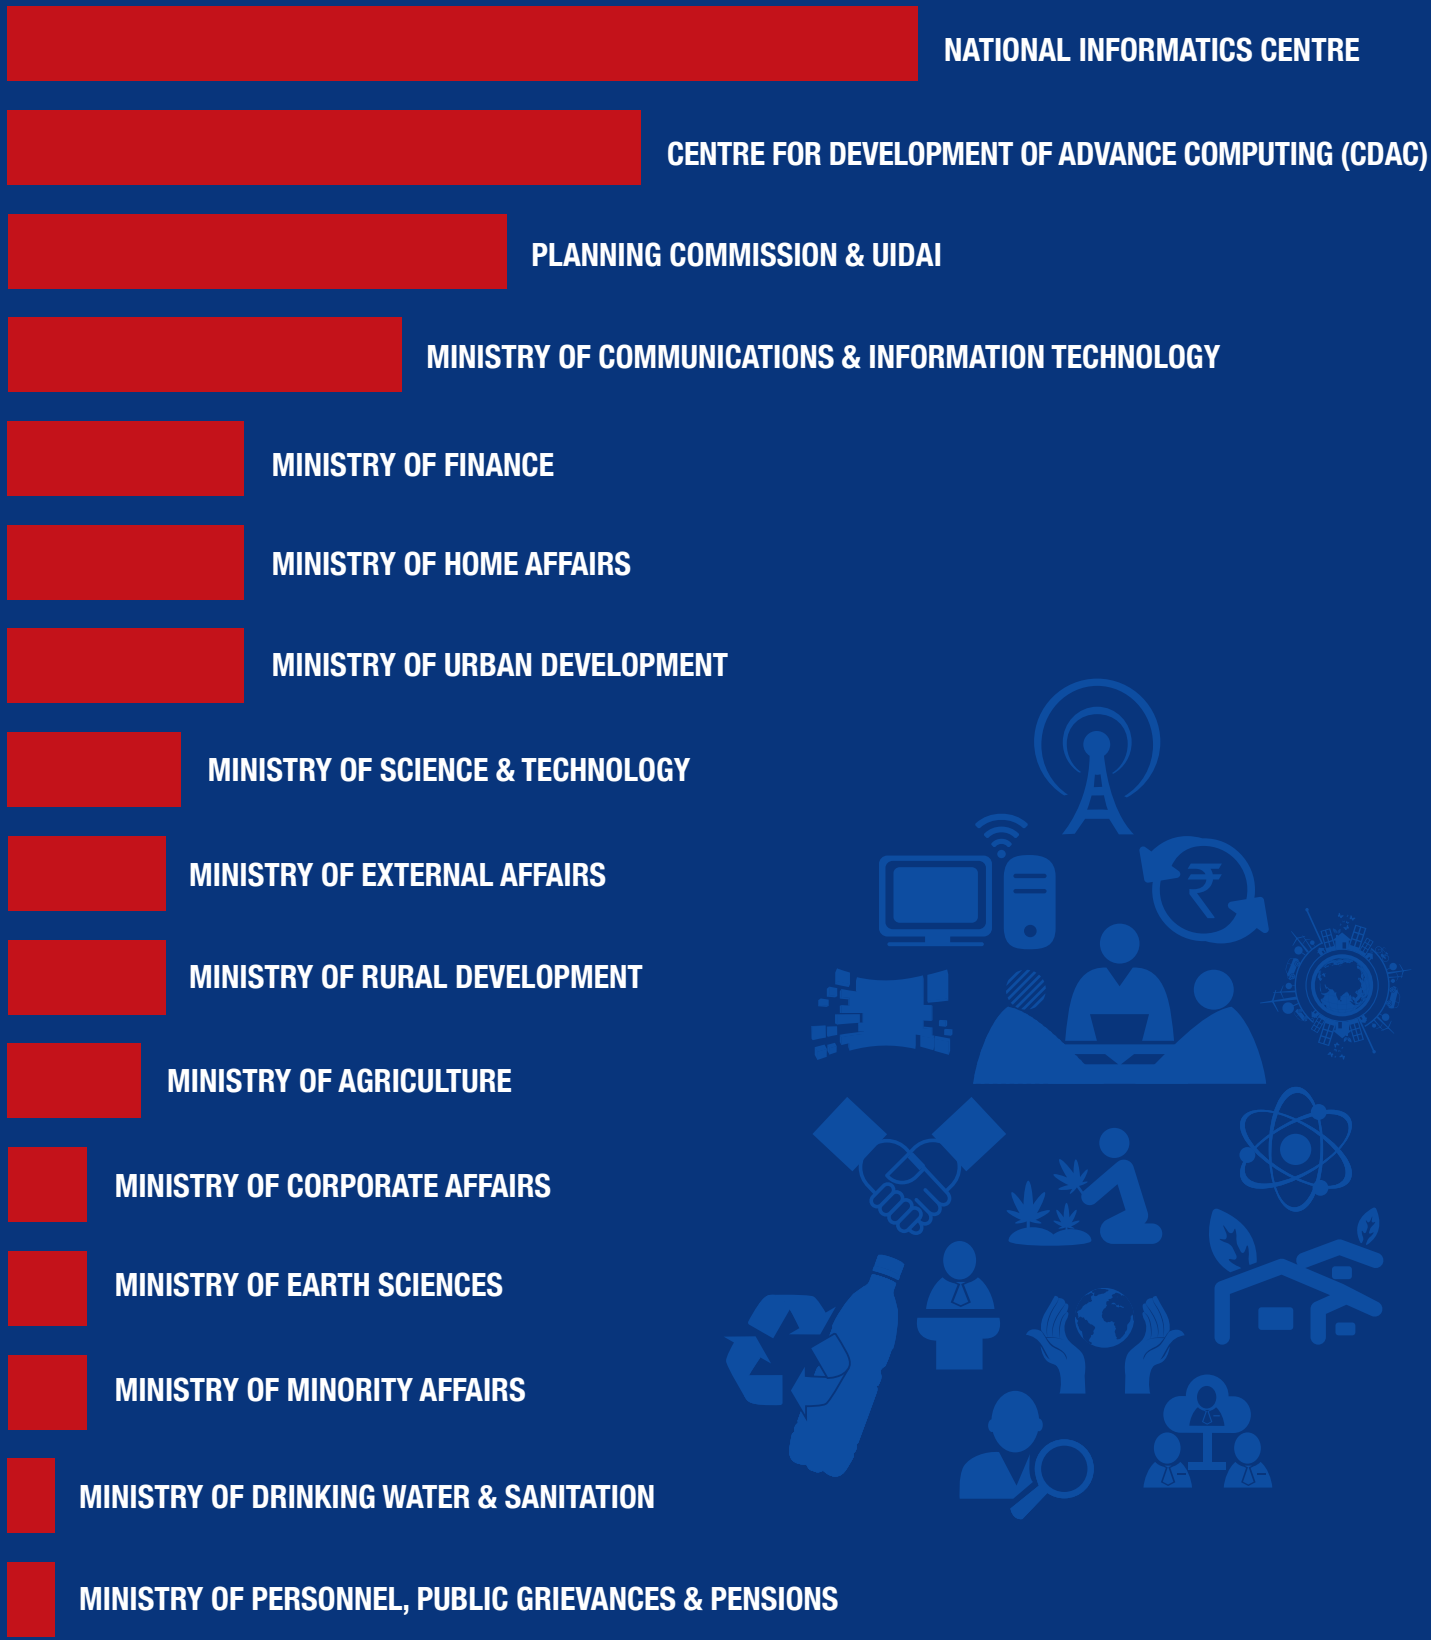 NATIONAL INFORMATICS CENTRE
CENTRE FOR DEVELOPMENT OF ADVANCE COMPUTING (CDAC)
PLANNING COMMISSION & UIDAI
MINISTRY OF COMMUNICATIONS & INFORMATION TECHNOLOGY
MINISTRY OF FINANCE
MINISTRY OF HOME AFFAIRS
MINISTRY OF URBAN DEVELOPMENT
MINISTRY OF SCIENCE & TECHNOLOGY
MINISTRY OF EXTERNAL AFFAIRS
MINISTRY OF RURAL DEVELOPMENT
MINISTRY OF AGRICULTURE
MINISTRY OF CORPORATE AFFAIRS
MINISTRY OF EARTH SCIENCES
MINISTRY OF MINORITY AFFAIRS
MINISTRY OF DRINKING WATER & SANITATION
MINISTRY OF PERSONNEL, PUBLIC GRIEVANCES & PENSIONS